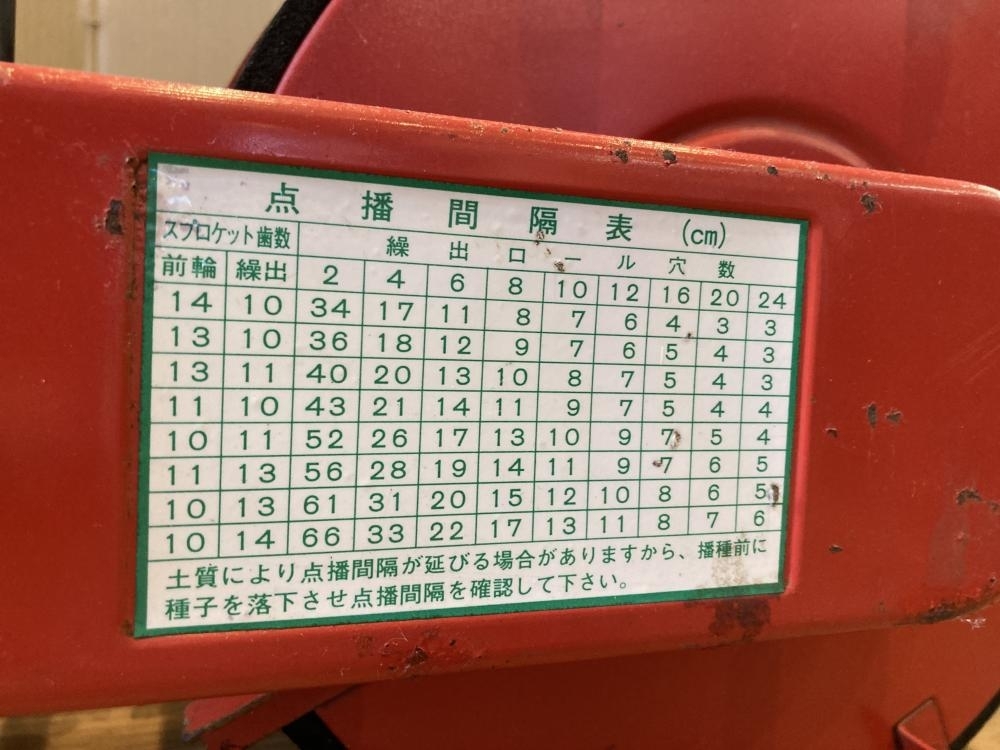 点播間隔表 (cm)
スプロケット歯数 繰出ロール穴数
前輪 繰出 2 4 6 8 10 12 16 20 24
14 10 34 17 11 8 7 6 4 3 3
13 10 36 18 12 9 7 6 5 4 3
13 11 40 20 13 10 8 7 5 4 3
11 10 43 21 14 11 9 7 5 4 4
10 11 52 26 17 13 10 9 7 5 4
11 13 56 28 19 14 11 9 7 6 5
10 13 61 31 20 15 12 10 8 6 5
10 14 66 33 22 17 13 11 8 7 6
土質により点播間隔が延びる場合がありますから、播種前に
種子を落下させ点播間隔を確認して下さい。